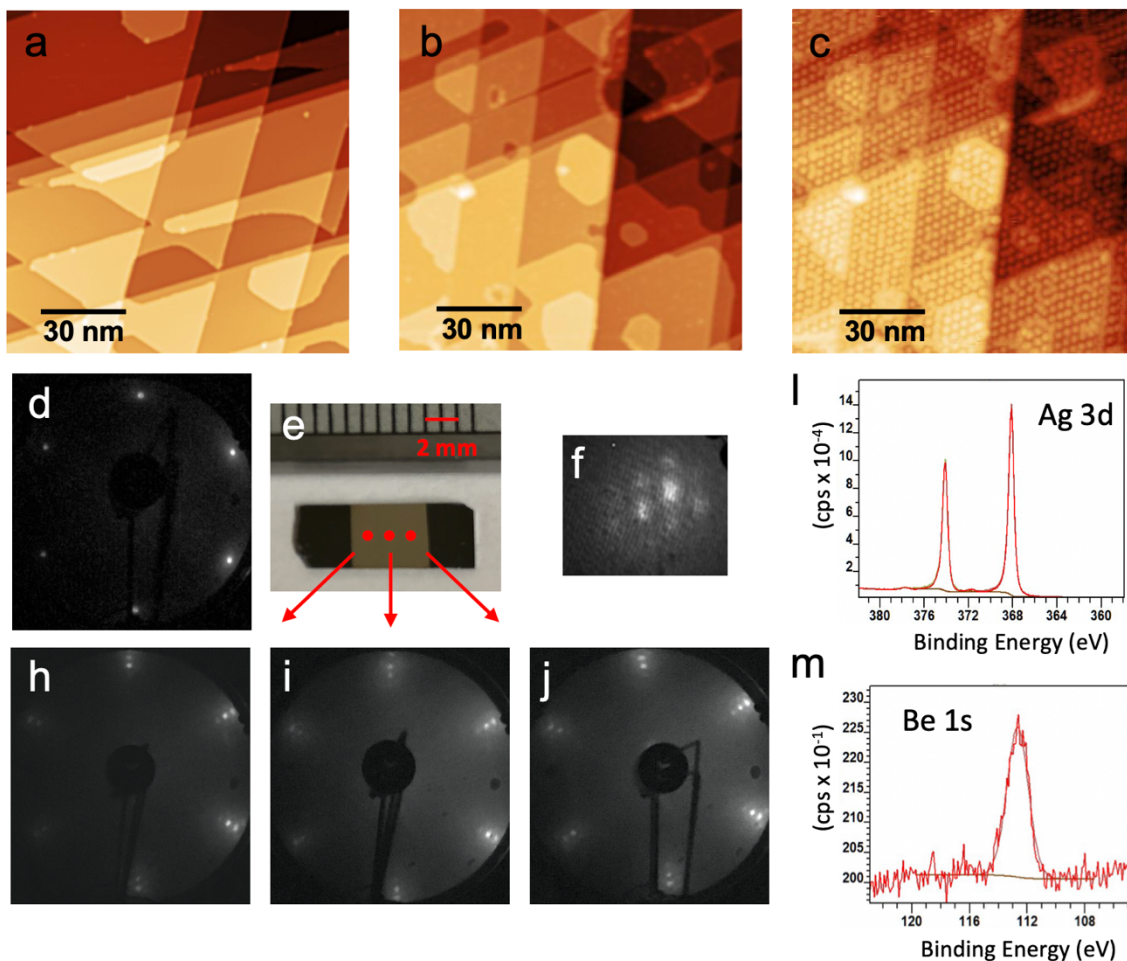 a
b
c
30 nm
30 nm
30 nm
d
e
2 mm
f
l
Ag 3d
(cps x 10⁻⁴)
14
12
10
8
6
4
2
380
376
372
368
364
360
Binding Energy (eV)
h
i
j
m
Be 1s
(cps x 10⁻¹)
230
225
220
215
210
205
200
120
116
112
108
Binding Energy (eV)